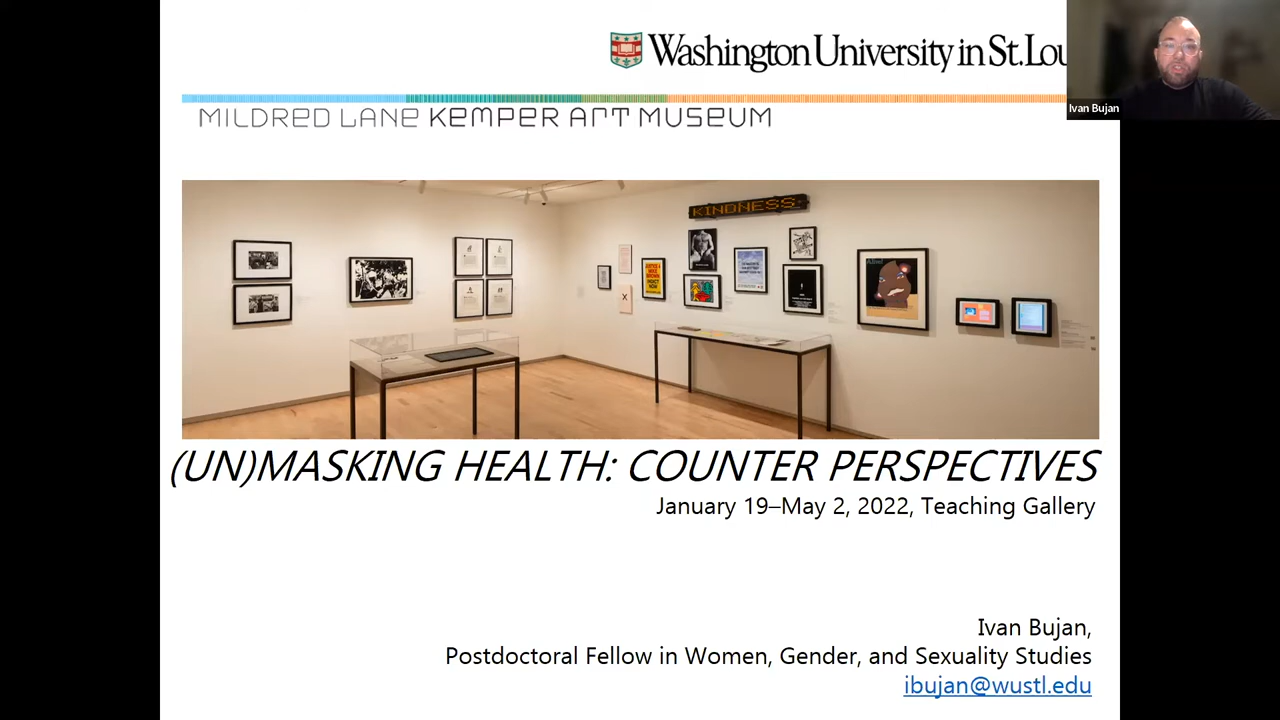 Washington University in St. Lou
Ivan Bujan
MILDRED LANE KEMPER ART MUSEUM
KINDNESS
(UN)MASKING HEALTH: COUNTER PERSPECTIVES
January 19–May 2, 2022, Teaching Gallery
Ivan Bujan,
Postdoctoral Fellow in Women, Gender, and Sexuality Studies
ibujan@wustl.edu